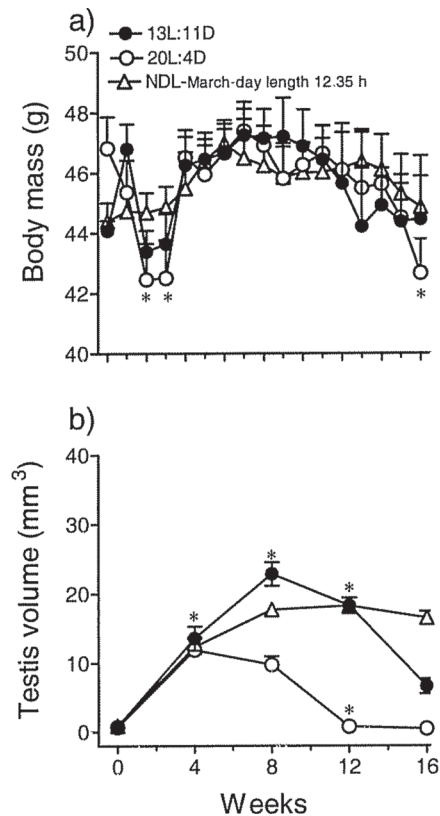 a)
13L:11D
20L:4D
NDL-March-day length 12.35 h
Body mass (g)
50
48
46
44
42
40
* * *
b)
Testis volume (mm³)
40
30
20
10
0
* * * *
0 4 8 12 16
Weeks